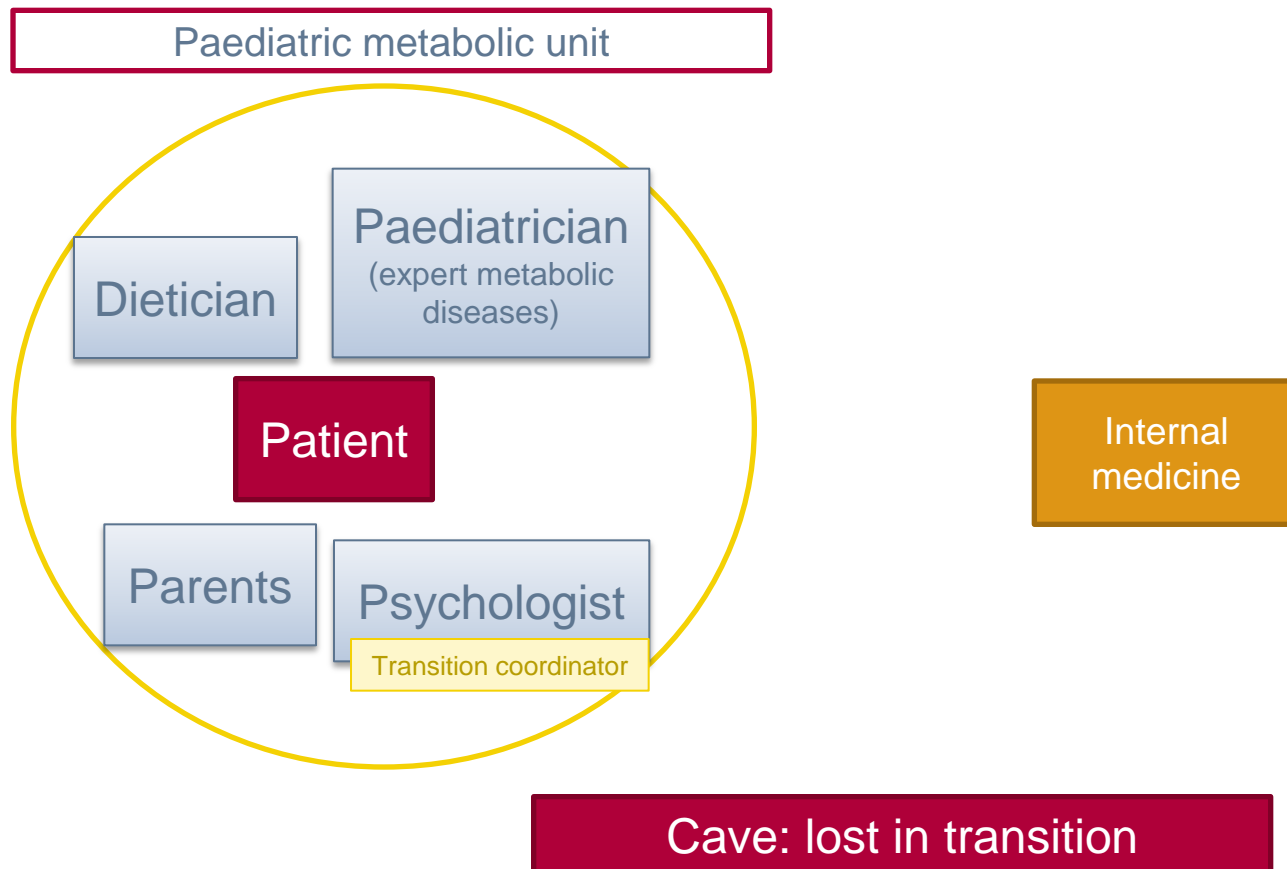 Paediatric metabolic unit
Paediatrician
(expert metabolic
diseases)
Dietician
Patient
Internal
medicine
Parents
Psychologist
Transition coordinator
Cave: lost in transition